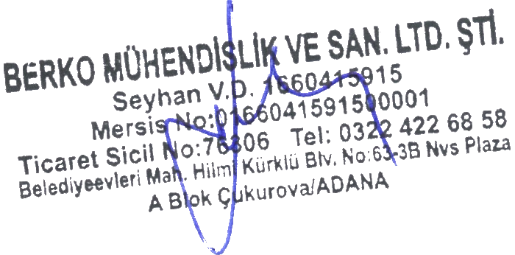 BERKO MÜHENDİSLİK VE SAN. LTD. ŞTİ.
Seyhan V.D. 1660415915
Mersis No:0166041591500001
Ticaret Sicil No:76306 Tel: 0322 422 68 58
Belediyeevleri Mah. Hilmi Kürklü Blv. No:63-3B Nvs Plaza
A Blok Çukurova/ADANA